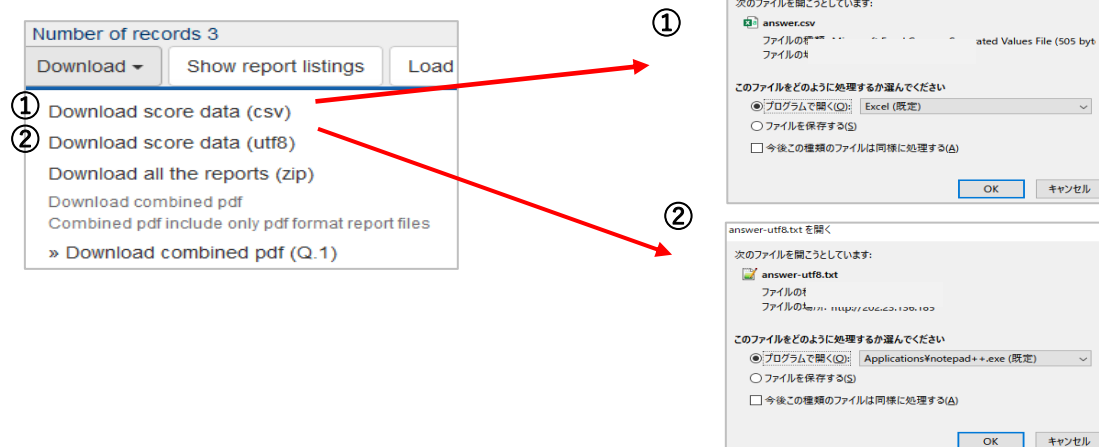 Number of records 3
Download
Show report listings
Load
① Download score data (csv)
② Download score data (utf8)
Download all the reports (zip)
Download combined pdf
Combined pdf include only pdf format report files
» Download combined pdf (Q.1)
①
次のファイルを開こうとしています:
answer.csv
ated Values File (505 byt
このファイルをどのように処理するか選んでください
プログラムで開く(O): Excel (既定)
ファイルを保存する(S)
今後この種類のファイルは同様に処理する(A)
OK キャンセル
②
answer-utf8.txt を開く
次のファイルを開こうとしています:
answer-utf8.txt
ファイルの
ファイルの
このファイルをどのように処理するか選んでください
プログラムで開く(O): Applications¥notepad++.exe (既定)
ファイルを保存する(S)
今後この種類のファイルは同様に処理する(A)
OK キャンセル